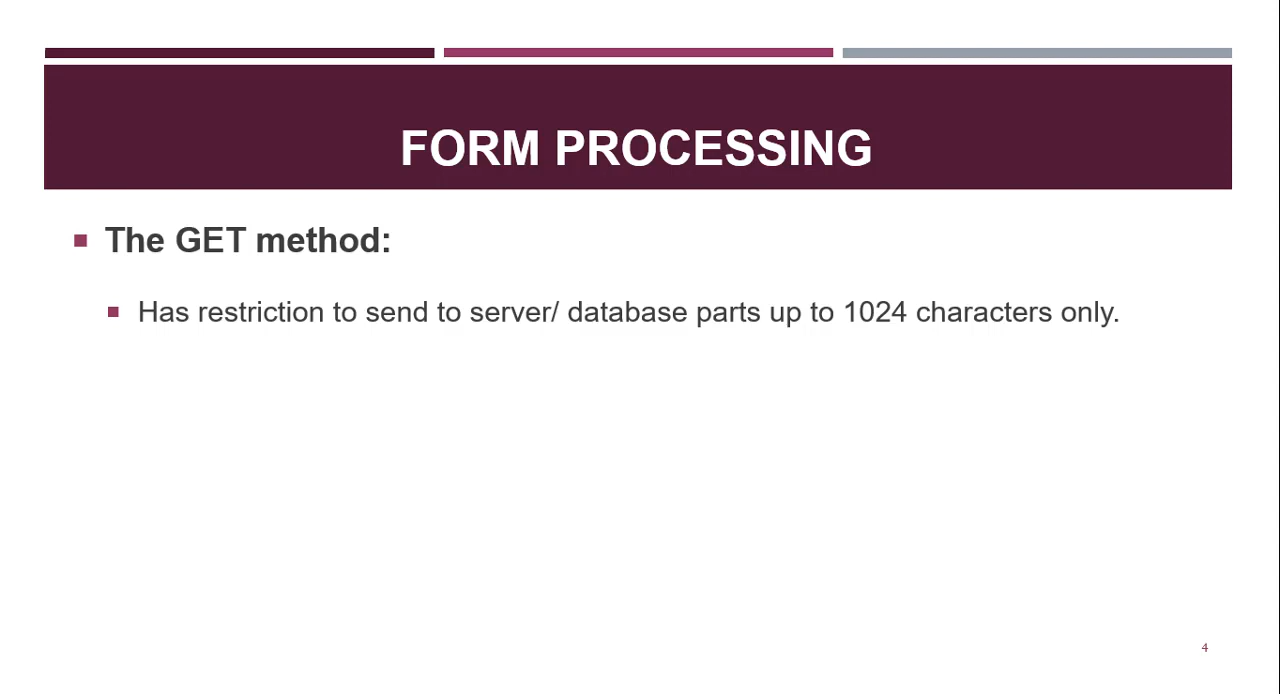 FORM PROCESSING
The GET method:
Has restriction to send to server/ database parts up to 1024 characters only.
4